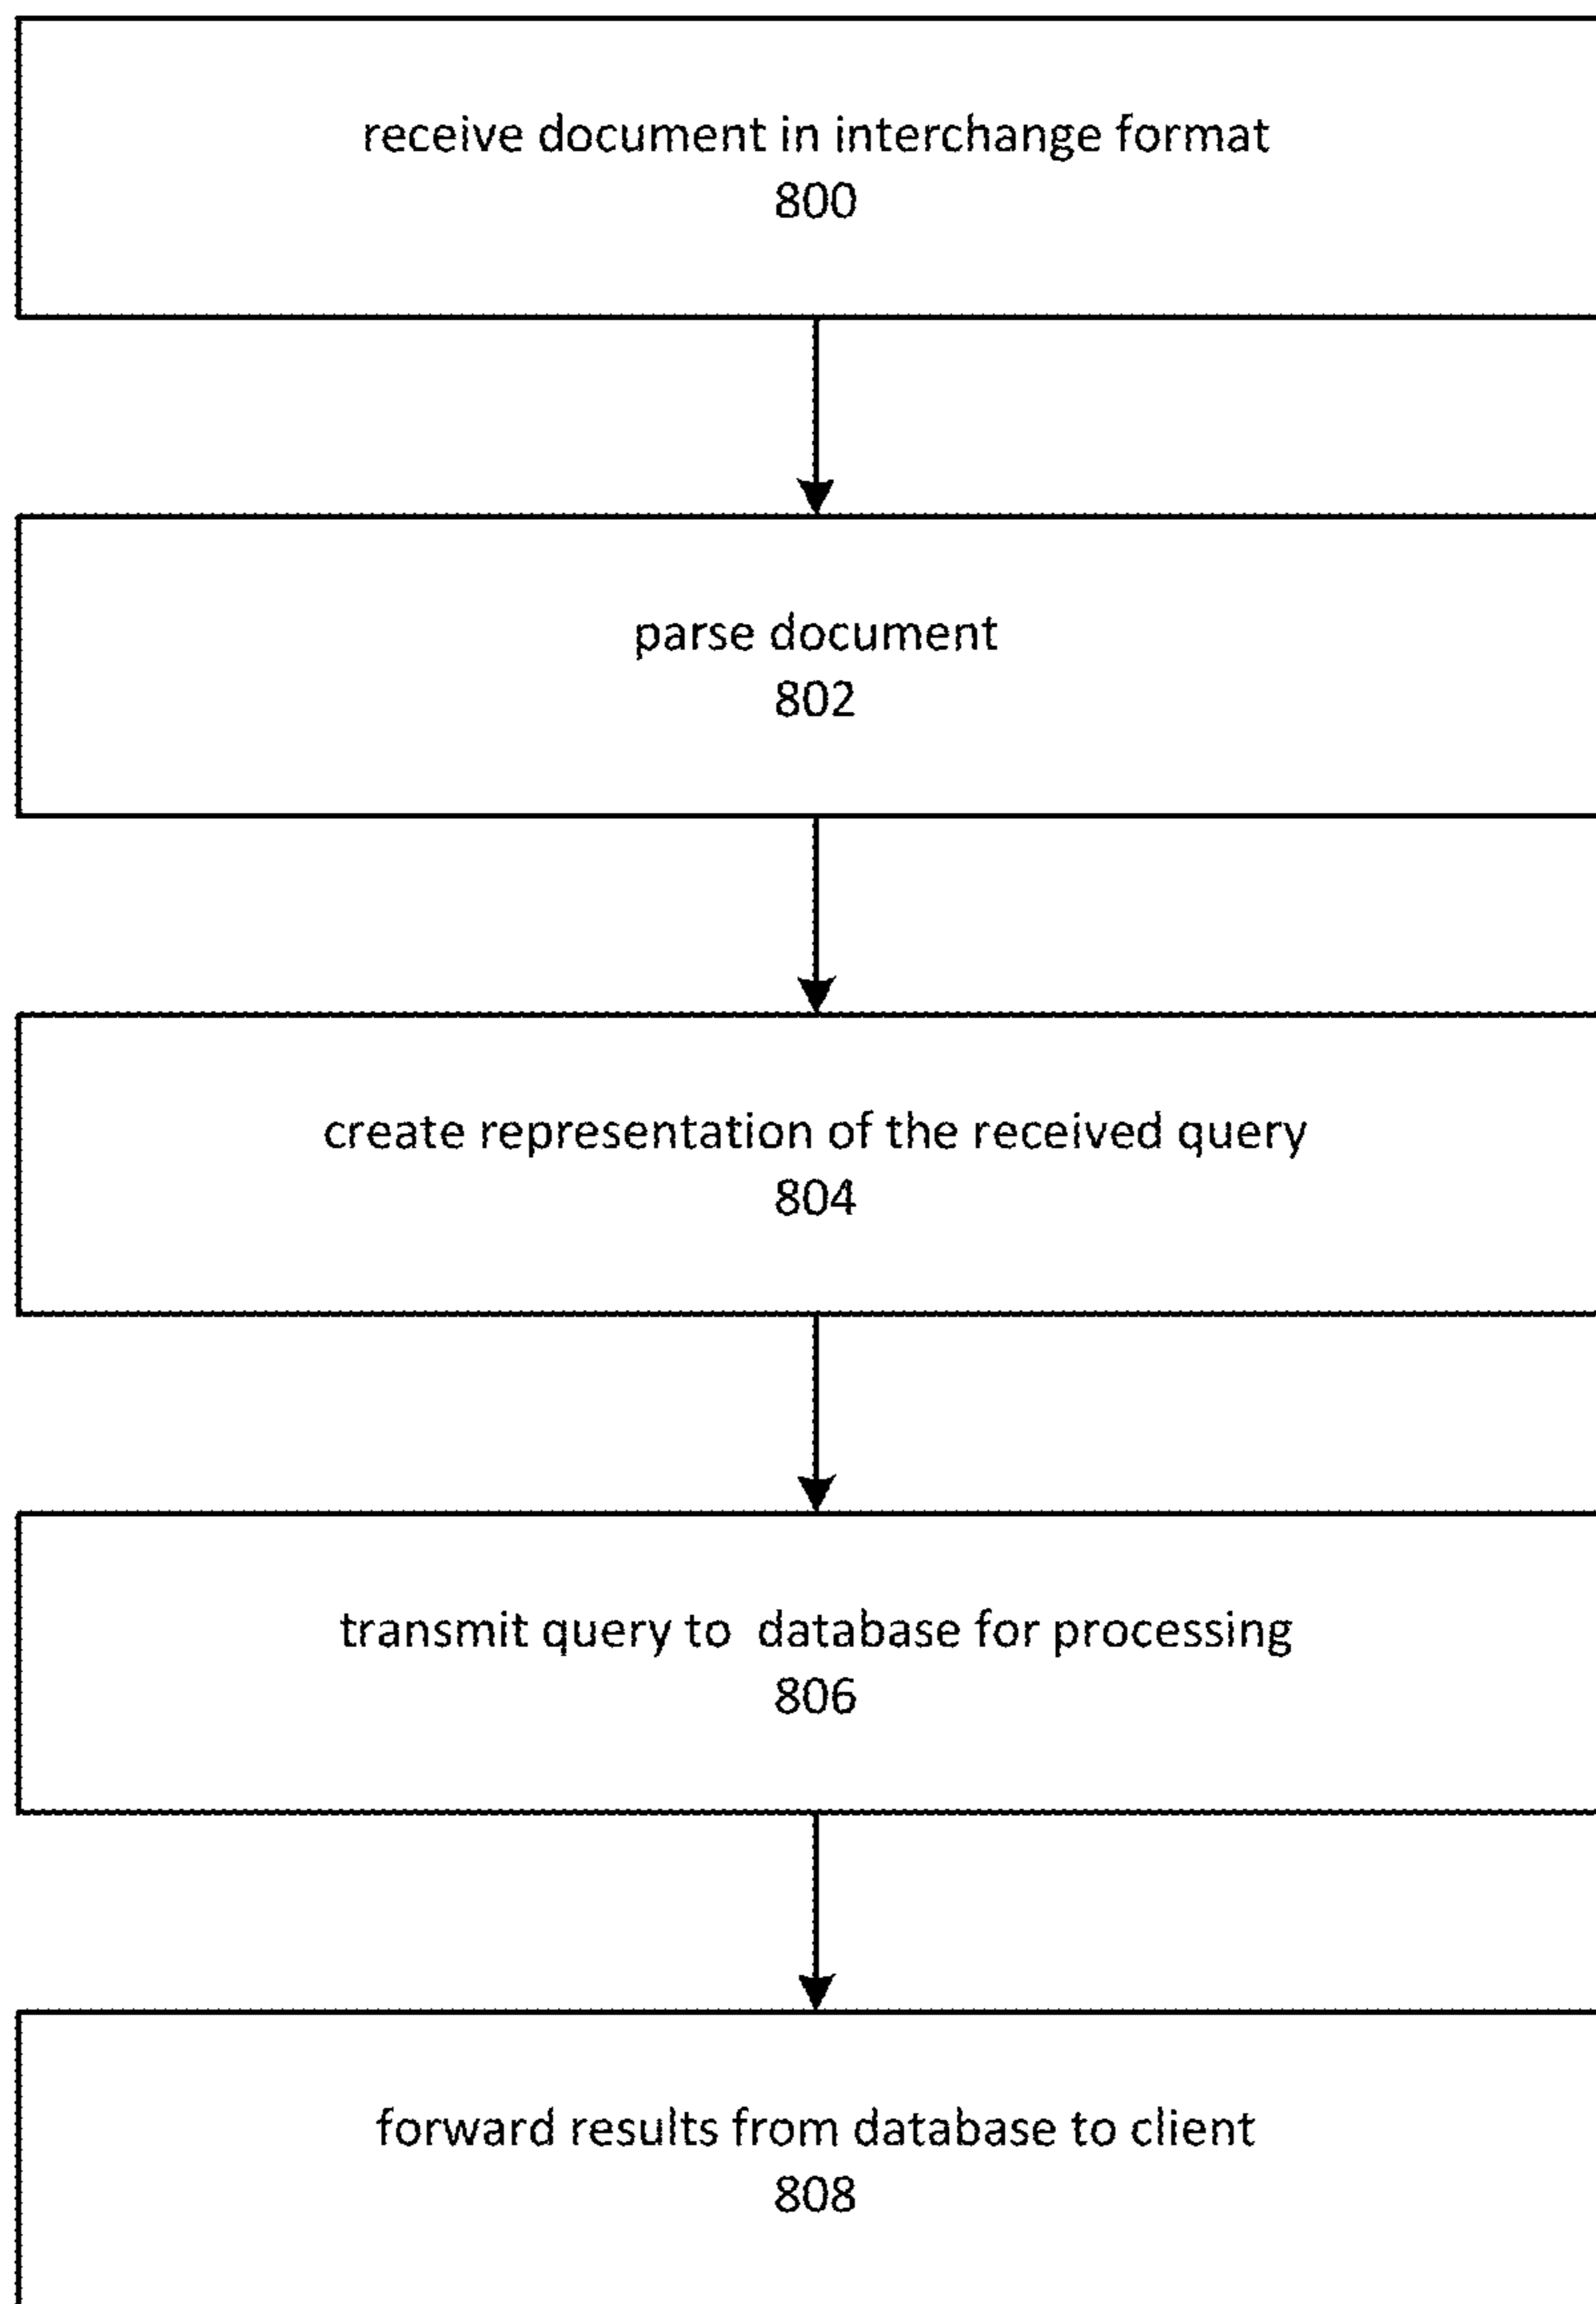 receive document in interchange format
800
parse document
802
create representation of the received query
804
transmit query to database for processing
806
forward results from database to client
808